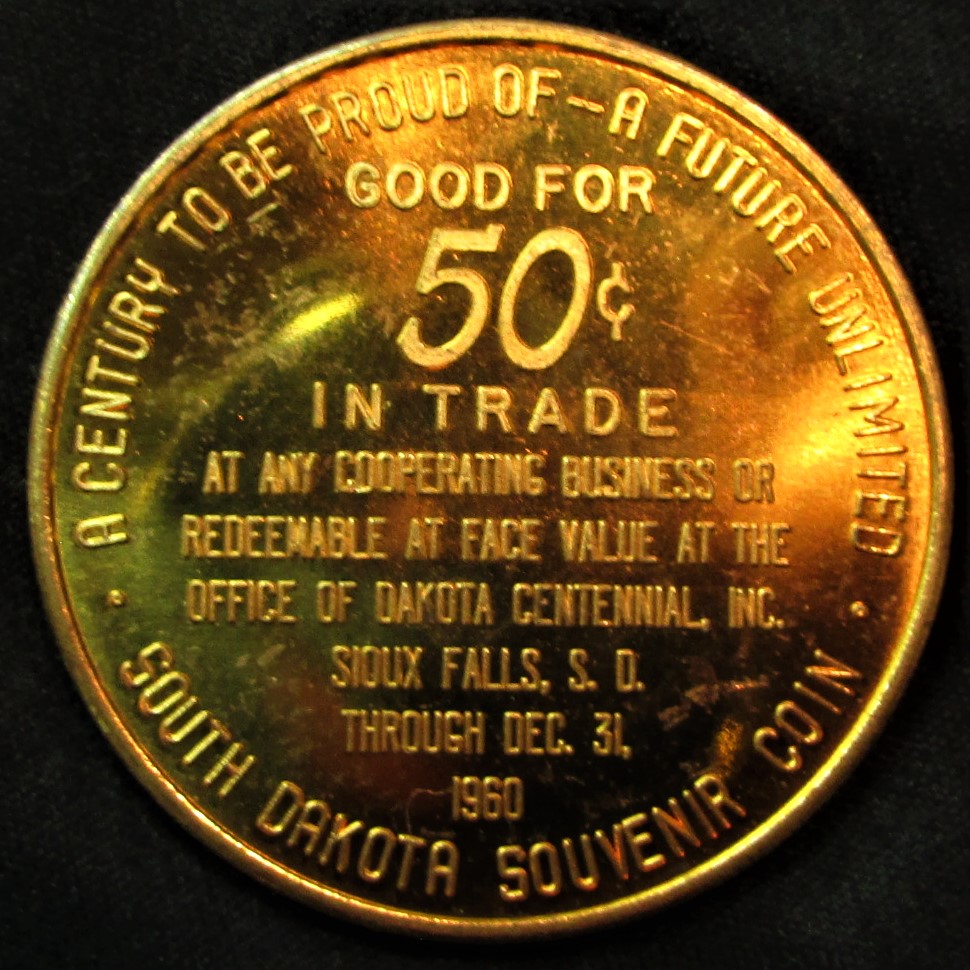 A CENTURY TO BE PROUD OF - A FUTURE UNLIMITED
GOOD FOR
50¢
IN TRADE
AT ANY COOPERATING BUSINESS OR
REDEEMABLE AT FACE VALUE AT THE
OFFICE OF DAKOTA CENTENNIAL, INC.
SIOUX FALLS, S. D.
THROUGH DEC. 31,
1960
• SOUTH DAKOTA SOUVENIR COIN •